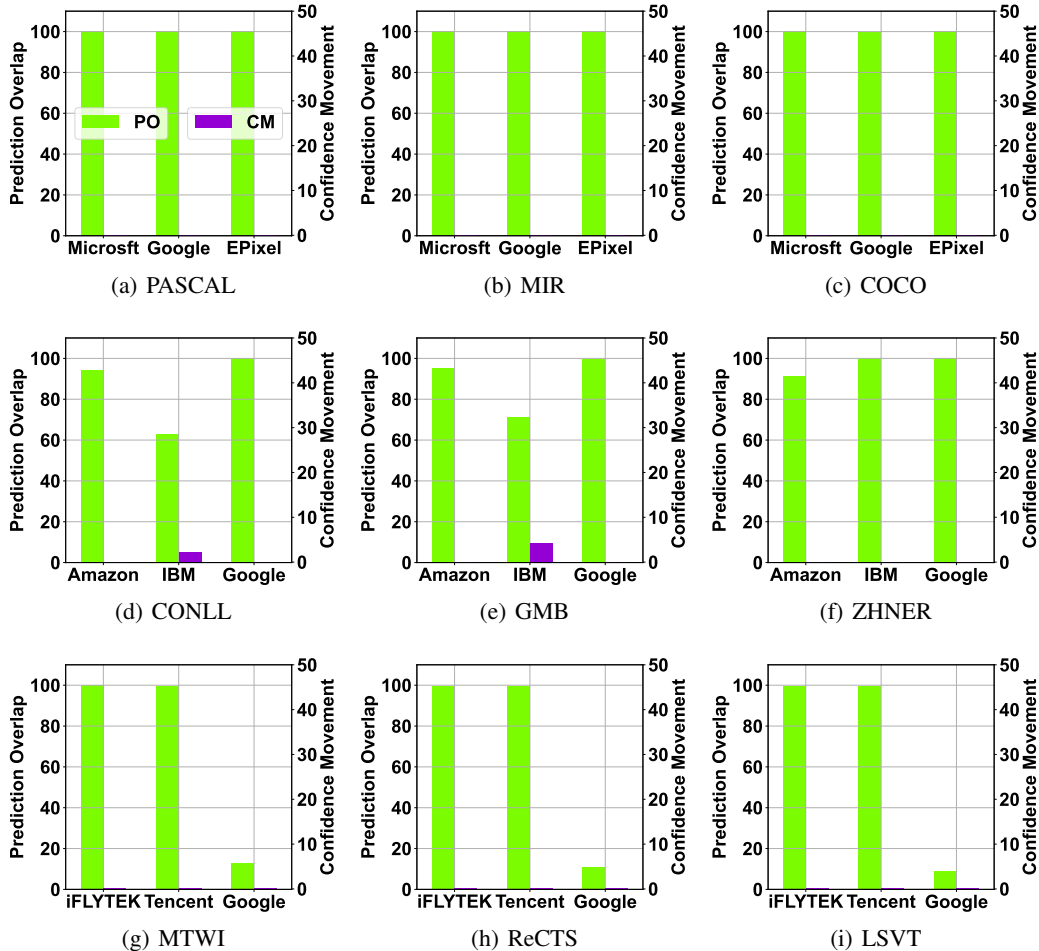 Prediction Overlap
100
80
60
40
20
0
PO
CM
50
40
30
20
10
0
Confidence Movement
Microsft Google EPixel
(a) PASCAL
Prediction Overlap
100
80
60
40
20
0
50
40
30
20
10
0
Confidence Movement
Microsft Google EPixel
(b) MIR
Prediction Overlap
100
80
60
40
20
0
50
40
30
20
10
0
Confidence Movement
Microsft Google EPixel
(c) COCO
Prediction Overlap
100
80
60
40
20
0
50
40
30
20
10
0
Confidence Movement
Amazon IBM Google
(d) CONLL
Prediction Overlap
100
80
60
40
20
0
50
40
30
20
10
0
Confidence Movement
Amazon IBM Google
(e) GMB
Prediction Overlap
100
80
60
40
20
0
50
40
30
20
10
0
Confidence Movement
Amazon IBM Google
(f) ZHNER
Prediction Overlap
100
80
60
40
20
0
50
40
30
20
10
0
Confidence Movement
iFLYTEK Tencent Google
(g) MTWI
Prediction Overlap
100
80
60
40
20
0
50
40
30
20
10
0
Confidence Movement
iFLYTEK Tencent Google
(h) ReCTS
Prediction Overlap
100
80
60
40
20
0
50
40
30
20
10
0
Confidence Movement
iFLYTEK Tencent Google
(i) LSVT